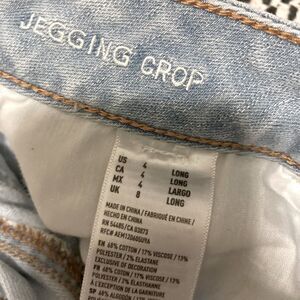 JEGGING CROP
US 4 LONG
CA 4 LONG
MX 4 LARGO
UK 8 LONG
MADE IN CHINA / FABRIQUÉ EN CHINE /
HECHO EN CHINA
RN 54485 / CA 03873
EN 68% COTTON / 17% VISCOSE / 13%
POLYESTER / 2% ELASTANE
EXCLUSIVE OF DECORATION
FR 68% COTON / 17% VISCOSE / 13%
POLYESTER / 2% ÉLASTHANNE
À L'EXCEPTION DE LA GARNITURE